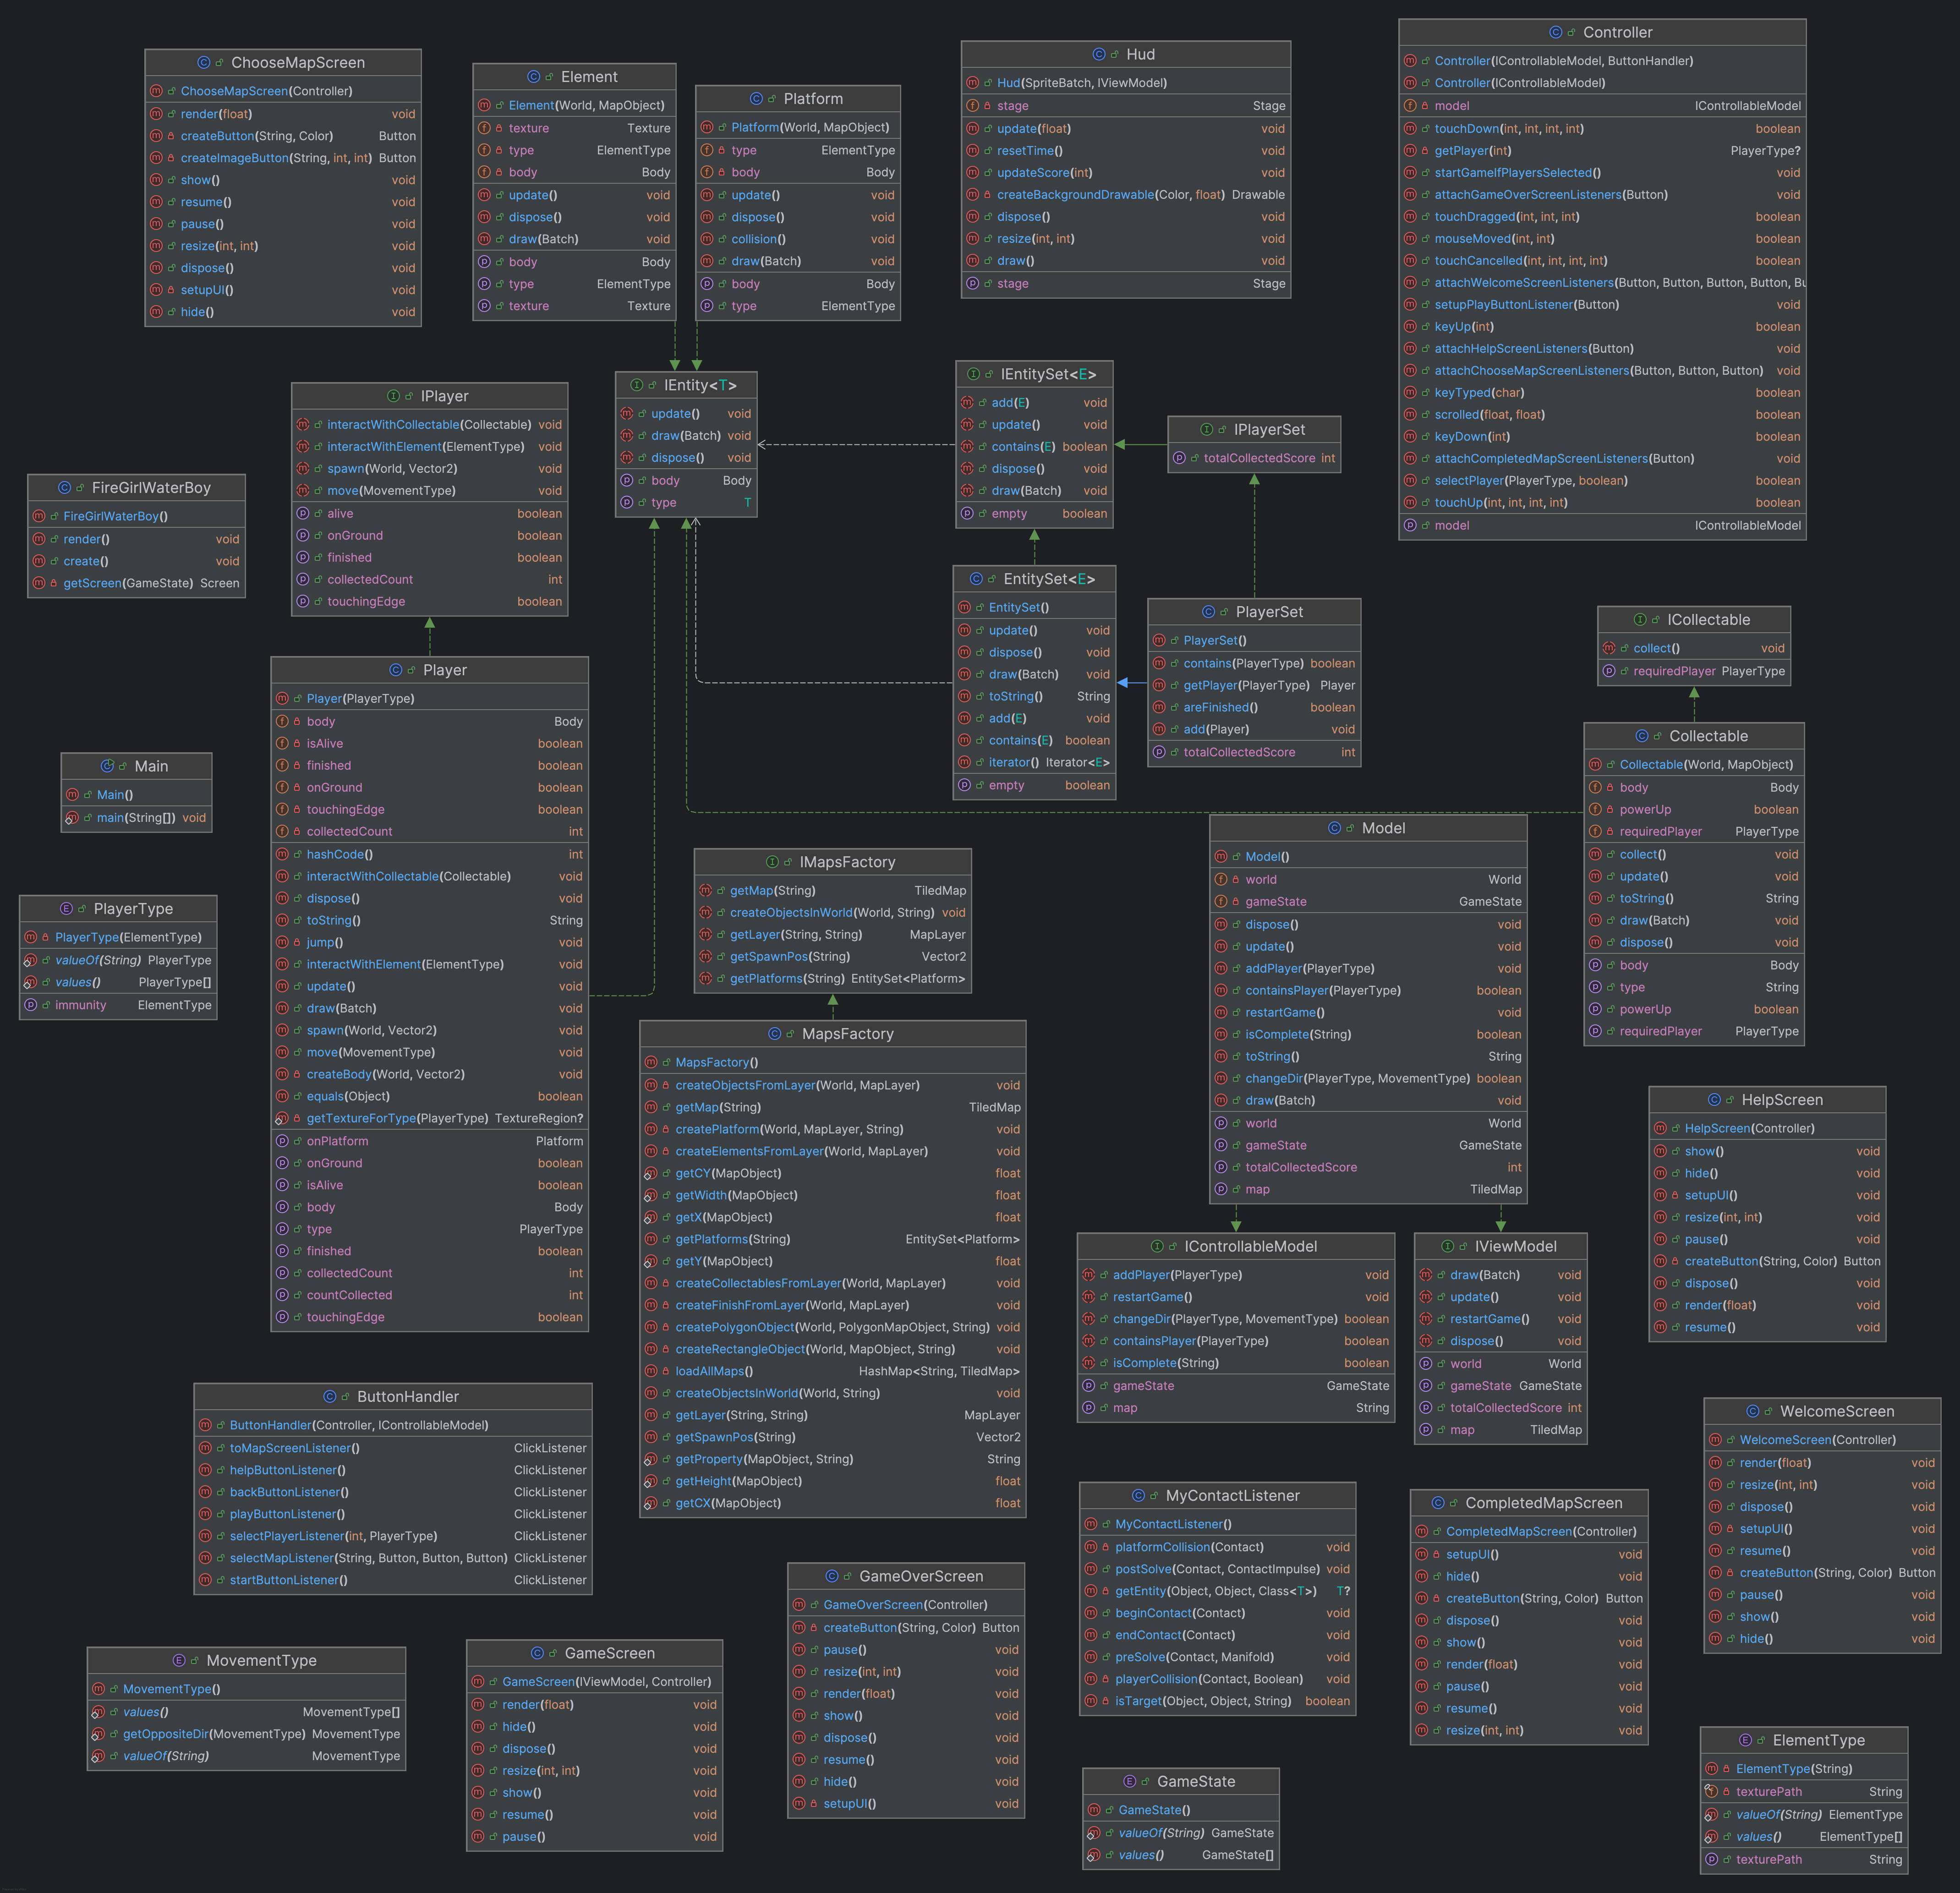 ChooseMapScreen
ChooseMapScreen(Controller)
render(float) void
createButton(String, Color) Button
createImageButton(String, int, int) Button
show() void
resume() void
pause() void
resize(int, int) void
dispose() void
setupUI() void
hide() void
Element
Element(World, MapObject)
texture Texture
type ElementType
body Body
update() void
dispose() void
draw(Batch) void
body Body
type ElementType
texture Texture
Platform
Platform(World, MapObject)
type ElementType
body Body
update() void
dispose() void
collision() void
draw(Batch) void
body Body
type ElementType
Hud
Hud(SpriteBatch, IViewModel)
stage Stage
update(float) void
resetTime() void
updateScore(int) void
createBackgroundDrawable(Color, float) Drawable
dispose() void
resize(int, int) void
draw() void
stage Stage
Controller
Controller(IControllableModel, ButtonHandler)
Controller(IControllableModel)
model IControllableModel
touchDown(int, int, int, int) boolean
getPlayer(int) PlayerType?
startGameIfPlayersSelected() void
attachGameOverScreenListeners(Button) void
touchDragged(int, int, int) boolean
mouseMoved(int, int) boolean
touchCancelled(int, int, int, int) boolean
attachWelcomeScreenListeners(Button, Button, Button, Button, Bu
setupPlayButtonListener(Button) void
keyUp(int) boolean
attachHelpScreenListeners(Button) void
attachChooseMapScreenListeners(Button, Button, Button) void
keyTyped(char) boolean
scrolled(float, float) boolean
keyDown(int) boolean
attachCompletedMapScreenListeners(Button) void
selectPlayer(PlayerType, boolean) boolean
touchUp(int, int, int, int) boolean
model IControllableModel
IPlayer
interactWithCollectable(Collectable) void
interactWithElement(ElementType) void
spawn(World, Vector2) void
move(MovementType) void
alive boolean
onGround boolean
finished boolean
collectedCount int
touchingEdge boolean
IEntity<T>
update() void
draw(Batch) void
dispose() void
body Body
type T
IEntitySet<E>
add(E) void
update() void
contains(E) boolean
dispose() void
draw(Batch) void
empty boolean
IPlayerSet
totalCollectedScore int
FireGirlWaterBoy
FireGirlWaterBoy()
render() void
create() void
getScreen(GameState) Screen
EntitySet<E>
EntitySet()
update() void
dispose() void
draw(Batch) void
toString() String
add(E) void
contains(E) boolean
iterator() Iterator<E>
empty boolean
PlayerSet
PlayerSet()
contains(PlayerType) boolean
getPlayer(PlayerType) Player
areFinished() boolean
add(Player) void
totalCollectedScore int
ICollectable
collect() void
requiredPlayer PlayerType
Player
Player(PlayerType)
body Body
isAlive boolean
finished boolean
onGround boolean
touchingEdge boolean
collectedCount int
hashCode() int
interactWithCollectable(Collectable) void
dispose() void
toString() String
jump() void
interactWithElement(ElementType) void
update() void
draw(Batch) void
spawn(World, Vector2) void
move(MovementType) void
createBody(World, Vector2) void
equals(Object) boolean
getTextureForType(PlayerType) TextureRegion?
onPlatform Platform
onGround boolean
isAlive boolean
body Body
type PlayerType
finished boolean
collectedCount int
countCollected int
touchingEdge boolean
Collectable
Collectable(World, MapObject)
body Body
powerUp boolean
requiredPlayer PlayerType
collect() void
update() void
toString() String
draw(Batch) void
dispose() void
body Body
type String
powerUp boolean
requiredPlayer PlayerType
Main
Main()
main(String[]) void
Model
Model()
world World
gameState GameState
dispose() void
update() void
addPlayer(PlayerType) void
containsPlayer(PlayerType) boolean
restartGame() void
isComplete(String) boolean
toString() String
changeDir(PlayerType, MovementType) boolean
draw(Batch) void
world World
gameState GameState
totalCollectedScore int
map TiledMap
IMapsFactory
getMap(String) TiledMap
createObjectsInWorld(World, String) void
getLayer(String, String) MapLayer
getSpawnPos(String) Vector2
getPlatforms(String) EntitySet<Platform>
PlayerType
PlayerType(ElementType)
valueOf(String) PlayerType
values() PlayerType[]
immunity ElementType
MapsFactory
MapsFactory()
createObjectsFromLayer(World, MapLayer) void
getMap(String) TiledMap
createPlatform(World, MapLayer, String) void
createElementsFromLayer(World, MapLayer) void
getCY(MapObject) float
getWidth(MapObject) float
getX(MapObject) float
getPlatforms(String) EntitySet<Platform>
getY(MapObject) float
createCollectablesFromLayer(World, MapLayer) void
createFinishFromLayer(World, MapLayer) void
createPolygonObject(World, PolygonMapObject, String) void
createRectangleObject(World, MapObject, String) void
loadAllMaps() HashMap<String, TiledMap>
createObjectsInWorld(World, String) void
getLayer(String, String) MapLayer
getSpawnPos(String) Vector2
getProperty(MapObject, String) String
getHeight(MapObject) float
getCX(MapObject) float
HelpScreen
HelpScreen(Controller)
show() void
hide() void
setupUI() void
resize(int, int) void
pause() void
createButton(String, Color) Button
dispose() void
render(float) void
resume() void
IControllableModel
addPlayer(PlayerType) void
restartGame() void
changeDir(PlayerType, MovementType) boolean
containsPlayer(PlayerType) boolean
isComplete(String) boolean
gameState GameState
map String
IViewModel
draw(Batch) void
update() void
restartGame() void
dispose() void
world World
gameState GameState
totalCollectedScore int
map TiledMap
ButtonHandler
ButtonHandler(Controller, IControllableModel)
toMapScreenListener() ClickListener
helpButtonListener() ClickListener
backButtonListener() ClickListener
playButtonListener() ClickListener
selectPlayerListener(int, PlayerType) ClickListener
selectMapListener(String, Button, Button, Button) ClickListener
startButtonListener() ClickListener
WelcomeScreen
WelcomeScreen(Controller)
render(float) void
resize(int, int) void
dispose() void
setupUI() void
resume() void
createButton(String, Color) Button
pause() void
show() void
hide() void
MyContactListener
MyContactListener()
platformCollision(Contact) void
postSolve(Contact, ContactImpulse) void
getEntity(Object, Object, Class<T>) T?
beginContact(Contact) void
endContact(Contact) void
preSolve(Contact, Manifold) void
playerCollision(Contact, Boolean) void
isTarget(Object, Object, String) boolean
CompletedMapScreen
CompletedMapScreen(Controller)
setupUI() void
hide() void
createButton(String, Color) Button
dispose() void
show() void
render(float) void
pause() void
resume() void
resize(int, int) void
GameOverScreen
GameOverScreen(Controller)
createButton(String, Color) Button
pause() void
resize(int, int) void
render(float) void
show() void
dispose() void
resume() void
hide() void
setupUI() void
MovementType
MovementType()
values() MovementType[]
getOppositeDir(MovementType) MovementType
valueOf(String) MovementType
GameScreen
GameScreen(IViewModel, Controller)
render(float) void
hide() void
dispose() void
resize(int, int) void
show() void
resume() void
pause() void
GameState
GameState()
valueOf(String) GameState
values() GameState[]
ElementType
ElementType(String)
texturePath String
valueOf(String) ElementType
values() ElementType[]
texturePath String